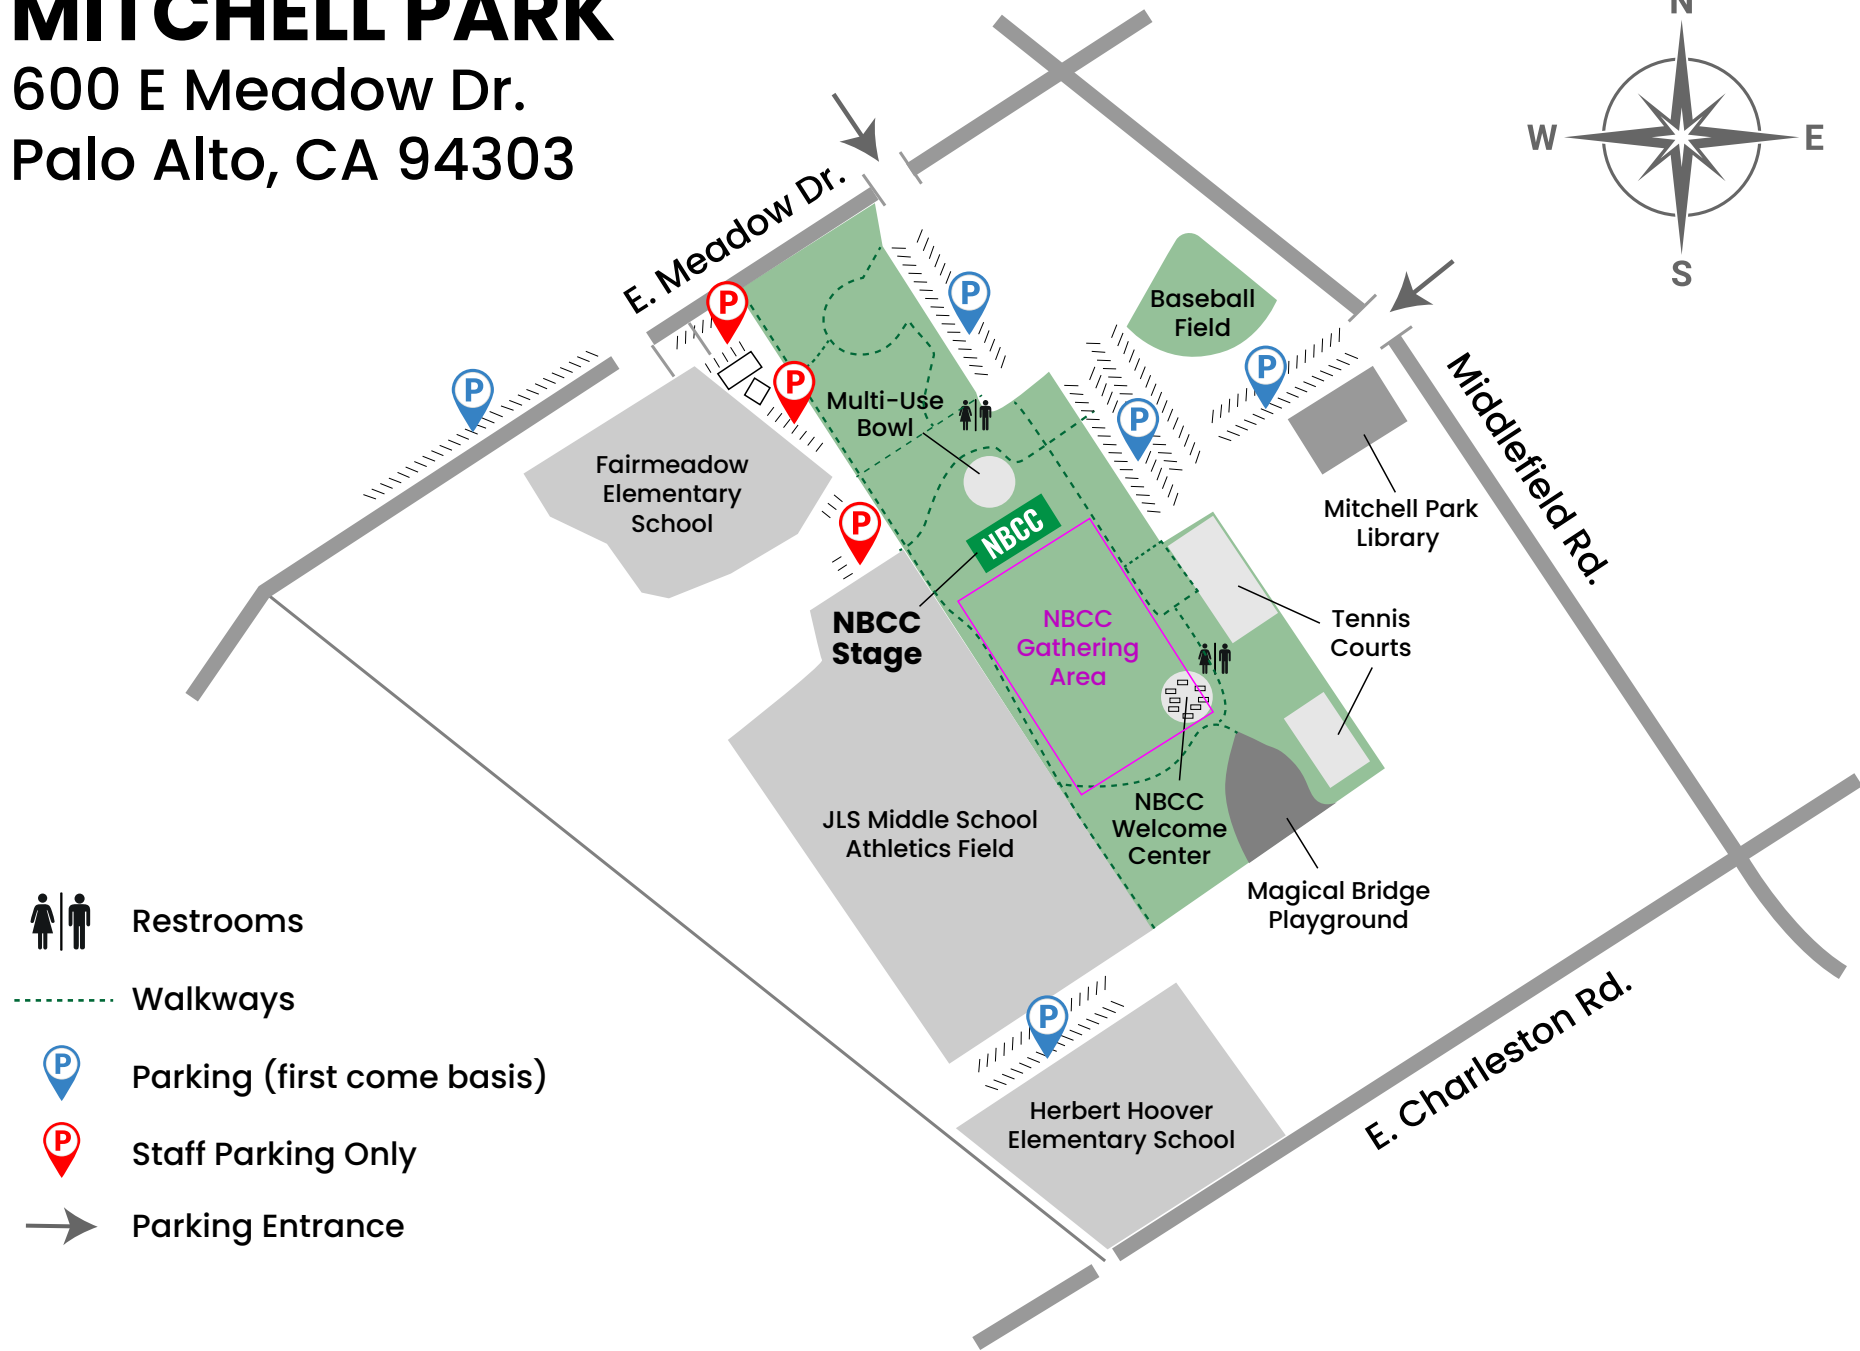 MITCHELL PARK
600 E Meadow Dr.
Palo Alto, CA 94303
N
W
E
S
E. Meadow Dr.
P
P
P
P
P
P
P
P
Baseball
Field
Multi-Use
Bowl
Middlefield Rd.
Fairmeadow
Elementary
School
Mitchell Park
Library
NBCC
NBCC
Stage
NBCC
Gathering
Area
Tennis
Courts
JLS Middle School
Athletics Field
NBCC
Welcome
Center
Magical Bridge
Playground
E. Charleston Rd.
Herbert Hoover
Elementary School
Restrooms
Walkways
P Parking (first come basis)
P Staff Parking Only
Parking Entrance